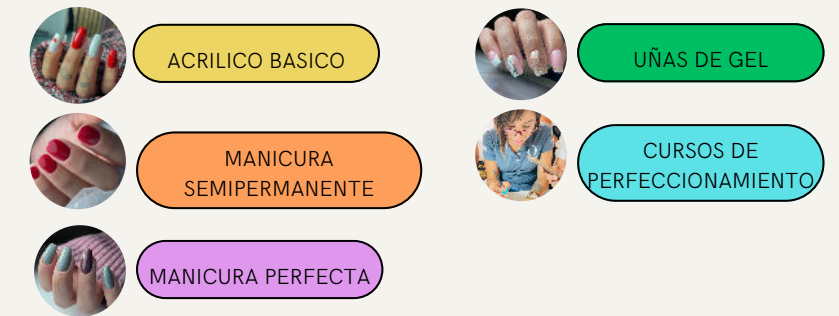 ACRILICO BASICO
MANICURA
SEMIPERMANENTE
MANICURA PERFECTA
UÑAS DE GEL
CURSOS DE
PERFECCIONAMIENTO